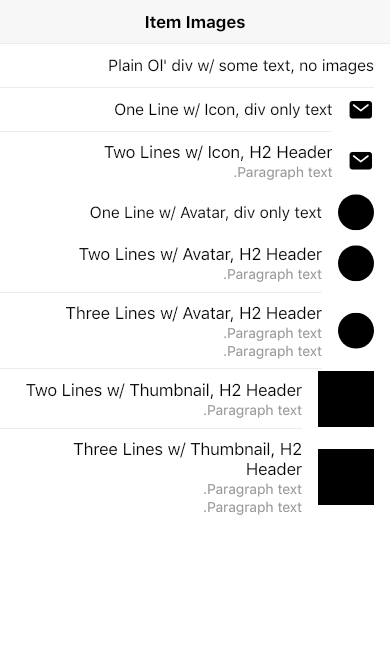 Item Images
Plain Ol' div w/ some text, no images
One Line w/ Icon, div only text
Two Lines w/ Icon, H2 Header
.Paragraph text
One Line w/ Avatar, div only text
Two Lines w/ Avatar, H2 Header
.Paragraph text
Three Lines w/ Avatar, H2 Header
.Paragraph text
.Paragraph text
Two Lines w/ Thumbnail, H2 Header
.Paragraph text
Three Lines w/ Thumbnail, H2
Header
.Paragraph text
.Paragraph text